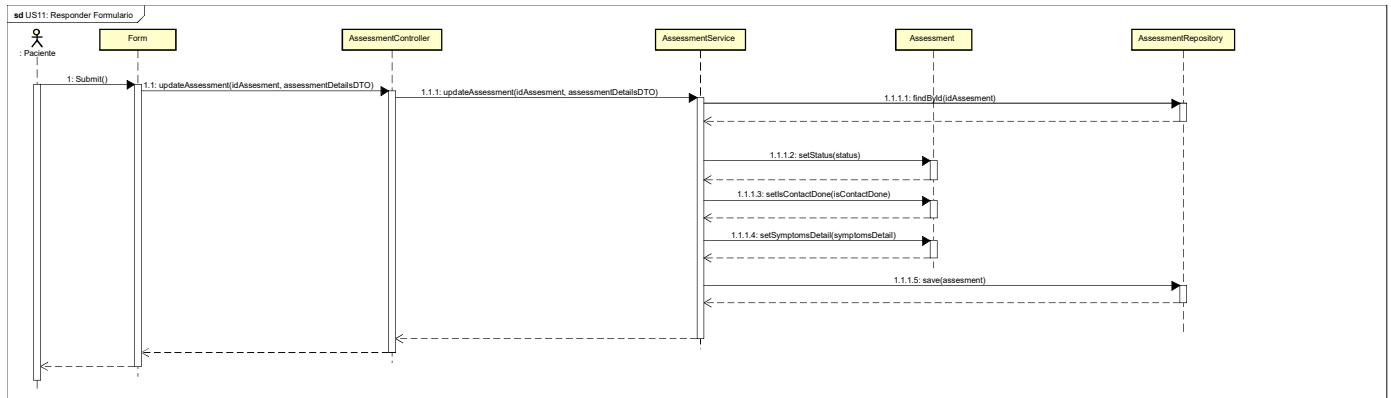 sd US11: Responder Formulario
: Paciente
Form
AssessmentController
AssessmentService
Assessment
AssessmentRepository
1: Submit()
1.1: updateAssessment(idAssesment, assessmentDetailsDTO)
1.1.1: updateAssessment(idAssesment, assessmentDetailsDTO)
1.1.1.1: findById(idAssesment)
1.1.1.2: setStatus(status)
1.1.1.3: setIsContactDone(isContactDone)
1.1.1.4: setSymptomsDetail(symptomsDetail)
1.1.1.5: save(assesment)